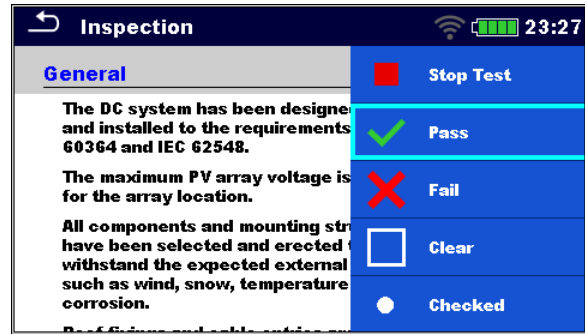 Inspection
23:27
General
The DC system has been designe
and installed to the requirements
60364 and IEC 62548.
The maximum PV array voltage is
for the array location.
All components and mounting str
have been selected and erected
withstand the expected external
such as wind, snow, temperature
corrosion.
Stop Test
Pass
Fail
Clear
Checked